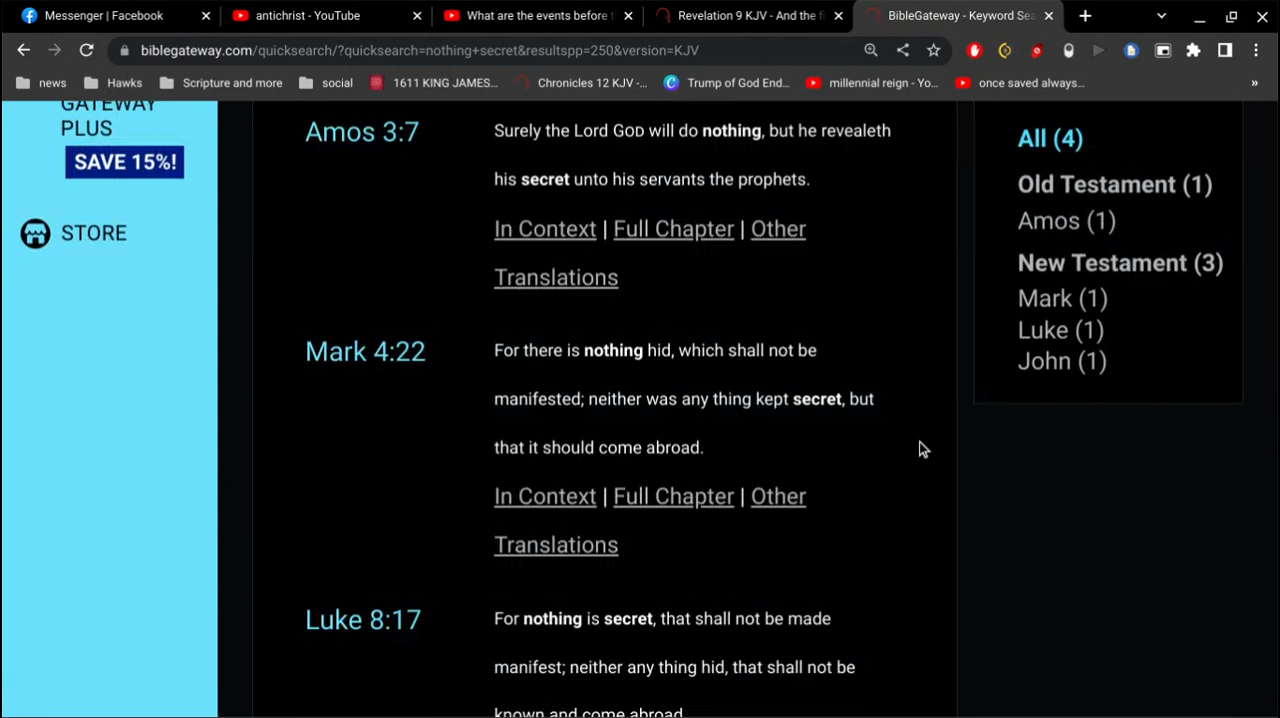 Messenger | Facebook
antichrist - YouTube
What are the events before t
Revelation 9 KJV - And the fi
BibleGateway - Keyword Sea
biblegateway.com/quicksearch/?quicksearch=nothing+secret&resultspp=250&version=KJV
news
Hawks
Scripture and more
social
1611 KING JAMES...
Chronicles 12 KJV -...
Trump of God End...
millennial reign - Yo...
once saved always...
»
GATEWAY
PLUS
SAVE 15%!
STORE
Amos 3:7
Surely the Lord GOD will do nothing, but he revealeth
his secret unto his servants the prophets.
In Context | Full Chapter | Other
Translations
Mark 4:22
For there is nothing hid, which shall not be
manifested; neither was any thing kept secret, but
that it should come abroad.
In Context | Full Chapter | Other
Translations
Luke 8:17
For nothing is secret, that shall not be made
manifest; neither any thing hid, that shall not be
known and come abroad
All (4)
Old Testament (1)
Amos (1)
New Testament (3)
Mark (1)
Luke (1)
John (1)